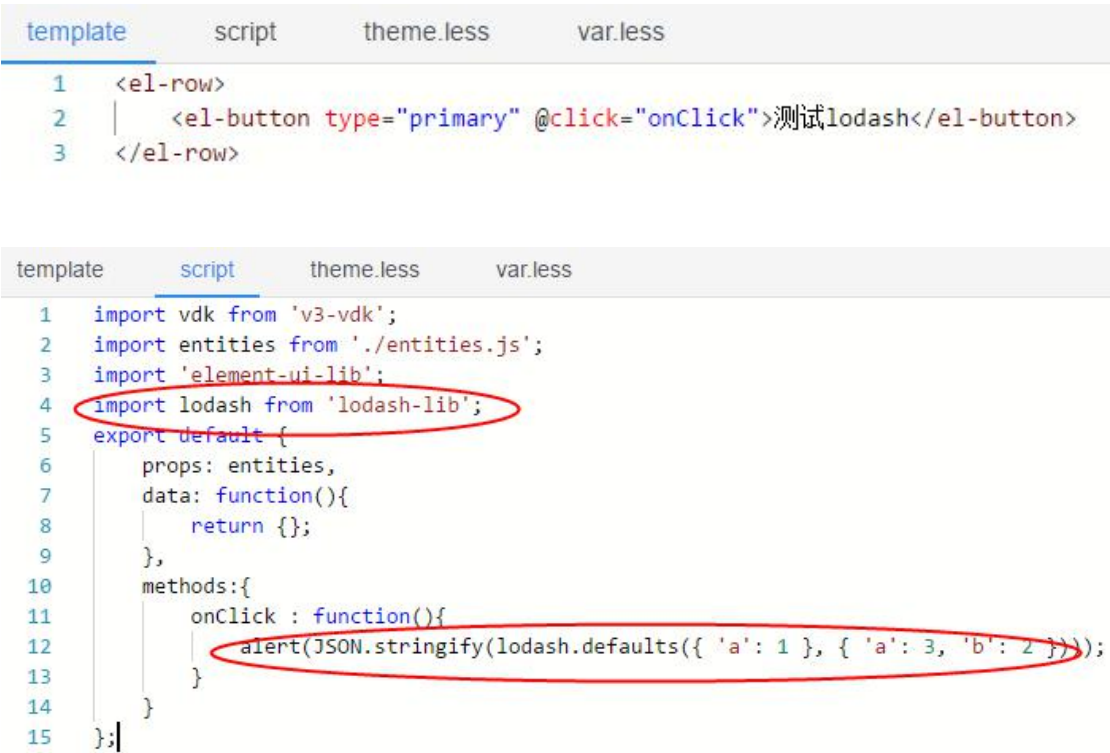 template script theme.less var.less
1 <el-row>
2 <el-button type="primary" @click="onClick">测试lodash</el-button>
3 </el-row>
template script theme.less var.less
1 import vdk from 'v3-vdk';
2 import entities from './entities.js';
3 import 'element-ui-lib';
4 import lodash from 'lodash-lib';
5 export default {
6 props: entities,
7 data: function(){
8 return {};
9 },
10 methods:{
11 onClick : function(){
12 alert(JSON.stringify(lodash.defaults({ 'a': 1 }, { 'a': 3, 'b': 2 })));
13 }
14 }
15 };